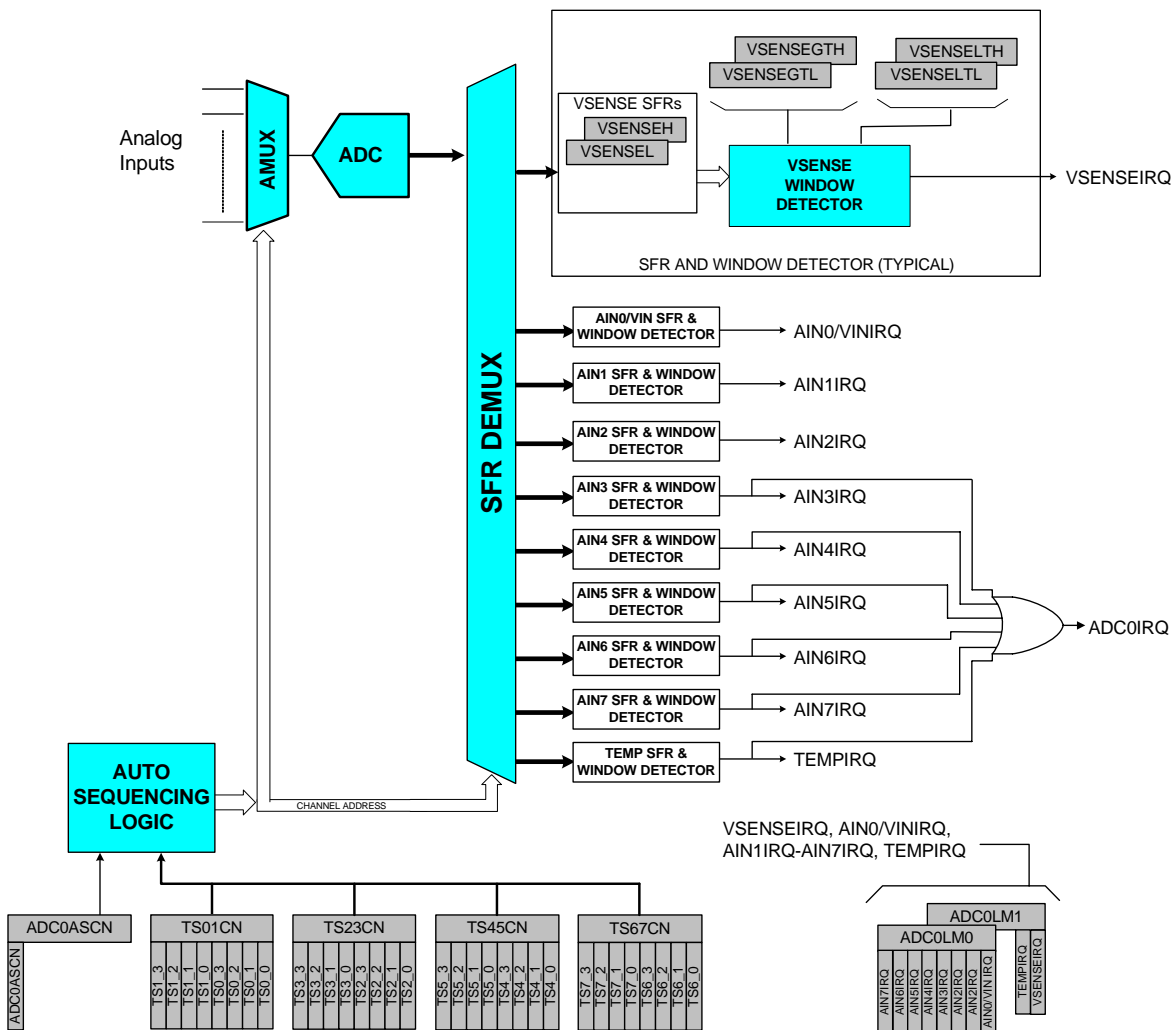 VSENSEGTH
VSENSEGTL
VSENSELTH
VSENSELTL
VSENSE SFRs
VSENSEH
VSENSEL
VSENSE
WINDOW
DETECTOR
VSENSEIRQ
SFR AND WINDOW DETECTOR (TYPICAL)
Analog
Inputs
AMUX
ADC
SFR DEMUX
AIN0/VIN SFR &
WINDOW DETECTOR
AIN0/VINIRQ
AIN1 SFR & WINDOW
DETECTOR
AIN1IRQ
AIN2 SFR & WINDOW
DETECTOR
AIN2IRQ
AIN3 SFR & WINDOW
DETECTOR
AIN3IRQ
AIN4 SFR & WINDOW
DETECTOR
AIN4IRQ
AIN5 SFR & WINDOW
DETECTOR
AIN5IRQ
AIN6 SFR & WINDOW
DETECTOR
AIN6IRQ
AIN7 SFR & WINDOW
DETECTOR
AIN7IRQ
TEMP SFR &
WINDOW DETECTOR
TEMPIRQ
ADC0IRQ
AUTO
SEQUENCING
LOGIC
CHANNEL ADDRESS
VSENSEIRQ, AIN0/VINIRQ,
AIN1IRQ-AIN7IRQ, TEMPIRQ
ADC0ASCN
ADC0ASCN
TS01CN
TS1_3
TS1_2
TS1_1
TS1_0
TS0_3
TS0_2
TS0_1
TS0_0
TS23CN
TS3_3
TS3_2
TS3_1
TS3_0
TS2_3
TS2_2
TS2_1
TS2_0
TS45CN
TS5_3
TS5_2
TS5_1
TS5_0
TS4_3
TS4_2
TS4_1
TS4_0
TS67CN
TS7_3
TS7_2
TS7_1
TS7_0
TS6_3
TS6_2
TS6_1
TS6_0
ADC0LM1
TEMPIRQ
VSENSEIRQ
ADC0LM0
AIN7IRQ
AIN6IRQ
AIN5IRQ
AIN4IRQ
AIN3IRQ
AIN2IRQ
AIN2IRQ
AIN0/VINIRQ